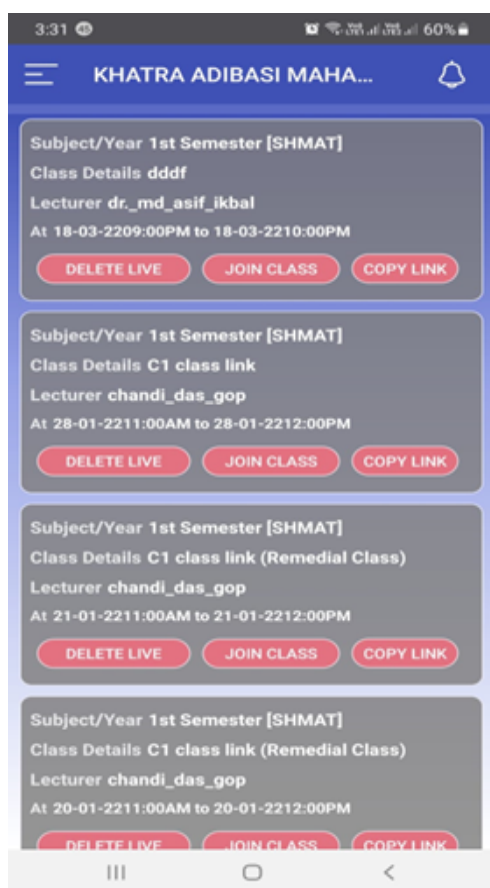 3:31 60%
KHATRA ADIBASI MAHA...
Subject/Year 1st Semester [SHMAT]
Class Details dddf
Lecturer dr._md_asif_ikbal
At 18-03-2209:00PM to 18-03-2210:00PM
DELETE LIVE JOIN CLASS COPY LINK
Subject/Year 1st Semester [SHMAT]
Class Details C1 class link
Lecturer chandi_das_gop
At 28-01-2211:00AM to 28-01-2212:00PM
DELETE LIVE JOIN CLASS COPY LINK
Subject/Year 1st Semester [SHMAT]
Class Details C1 class link (Remedial Class)
Lecturer chandi_das_gop
At 21-01-2211:00AM to 21-01-2212:00PM
DELETE LIVE JOIN CLASS COPY LINK
Subject/Year 1st Semester [SHMAT]
Class Details C1 class link (Remedial Class)
Lecturer chandi_das_gop
At 20-01-2211:00AM to 20-01-2212:00PM
DELETE LIVE JOIN CLASS COPY LINK